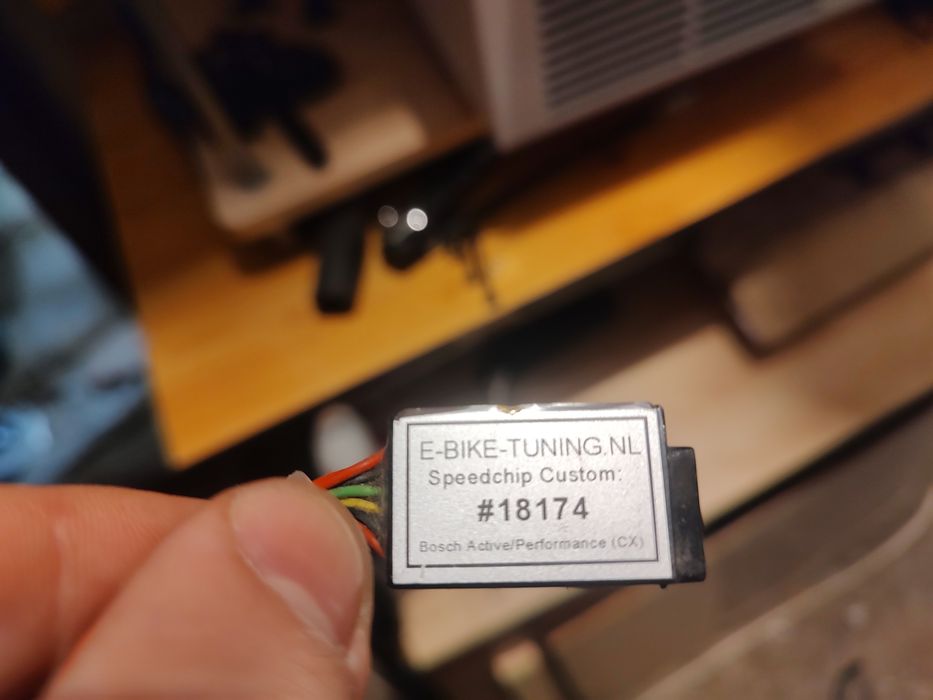 E-BIKE-TUNING.NL
Speedchip Custom:
#18174
Bosch Active/Performance (CX)